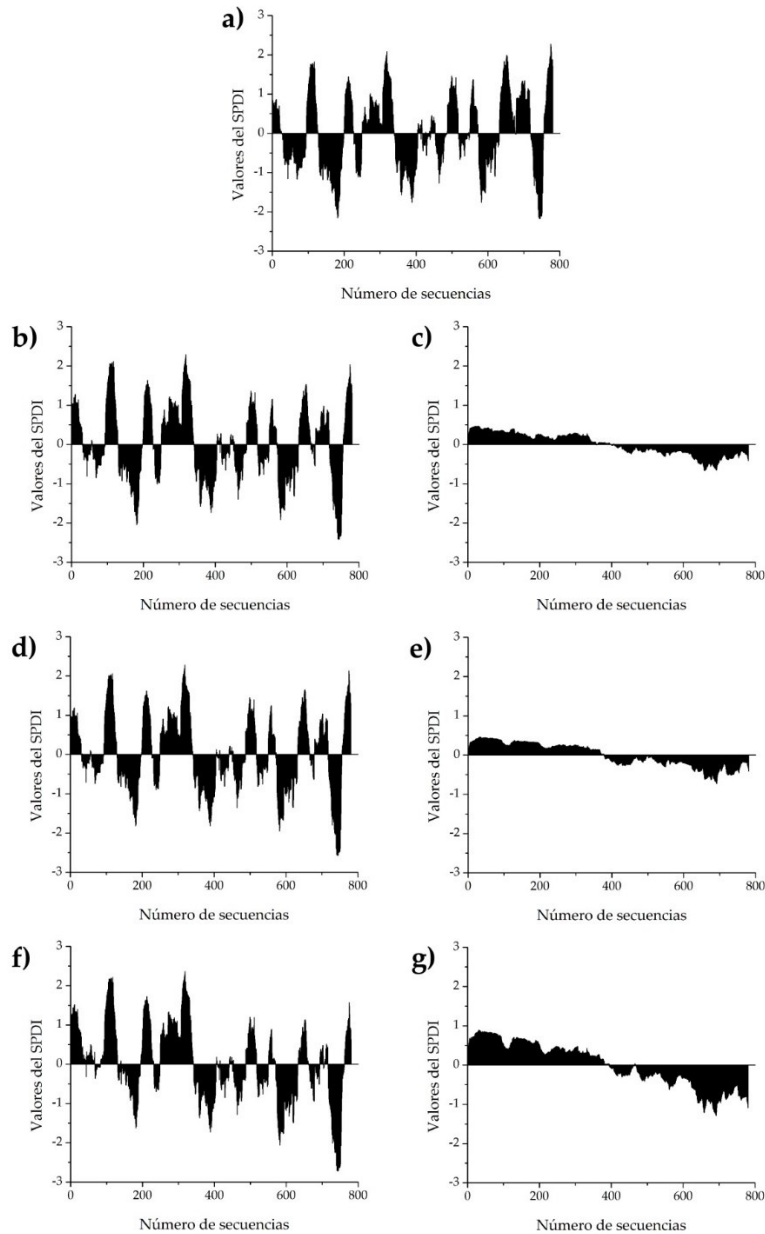 a)
3
2
1
0
-1
-2
-3
Valores del SPDI
0 200 400 600 800
Número de secuencias
b)
3
2
1
0
-1
-2
-3
Valores del SPDI
0 200 400 600 800
Número de secuencias
c)
3
2
1
0
-1
-2
-3
Valores del SPDI
0 200 400 600 800
Número de secuencias
d)
3
2
1
0
-1
-2
-3
Valores del SPDI
0 200 400 600 800
Número de secuencias
e)
3
2
1
0
-1
-2
-3
Valores del SPDI
0 200 400 600 800
Número de secuencias
f)
3
2
1
0
-1
-2
-3
Valores del SPDI
0 200 400 600 800
Número de secuencias
g)
3
2
1
0
-1
-2
-3
Valores del SPDI
0 200 400 600 800
Número de secuencias